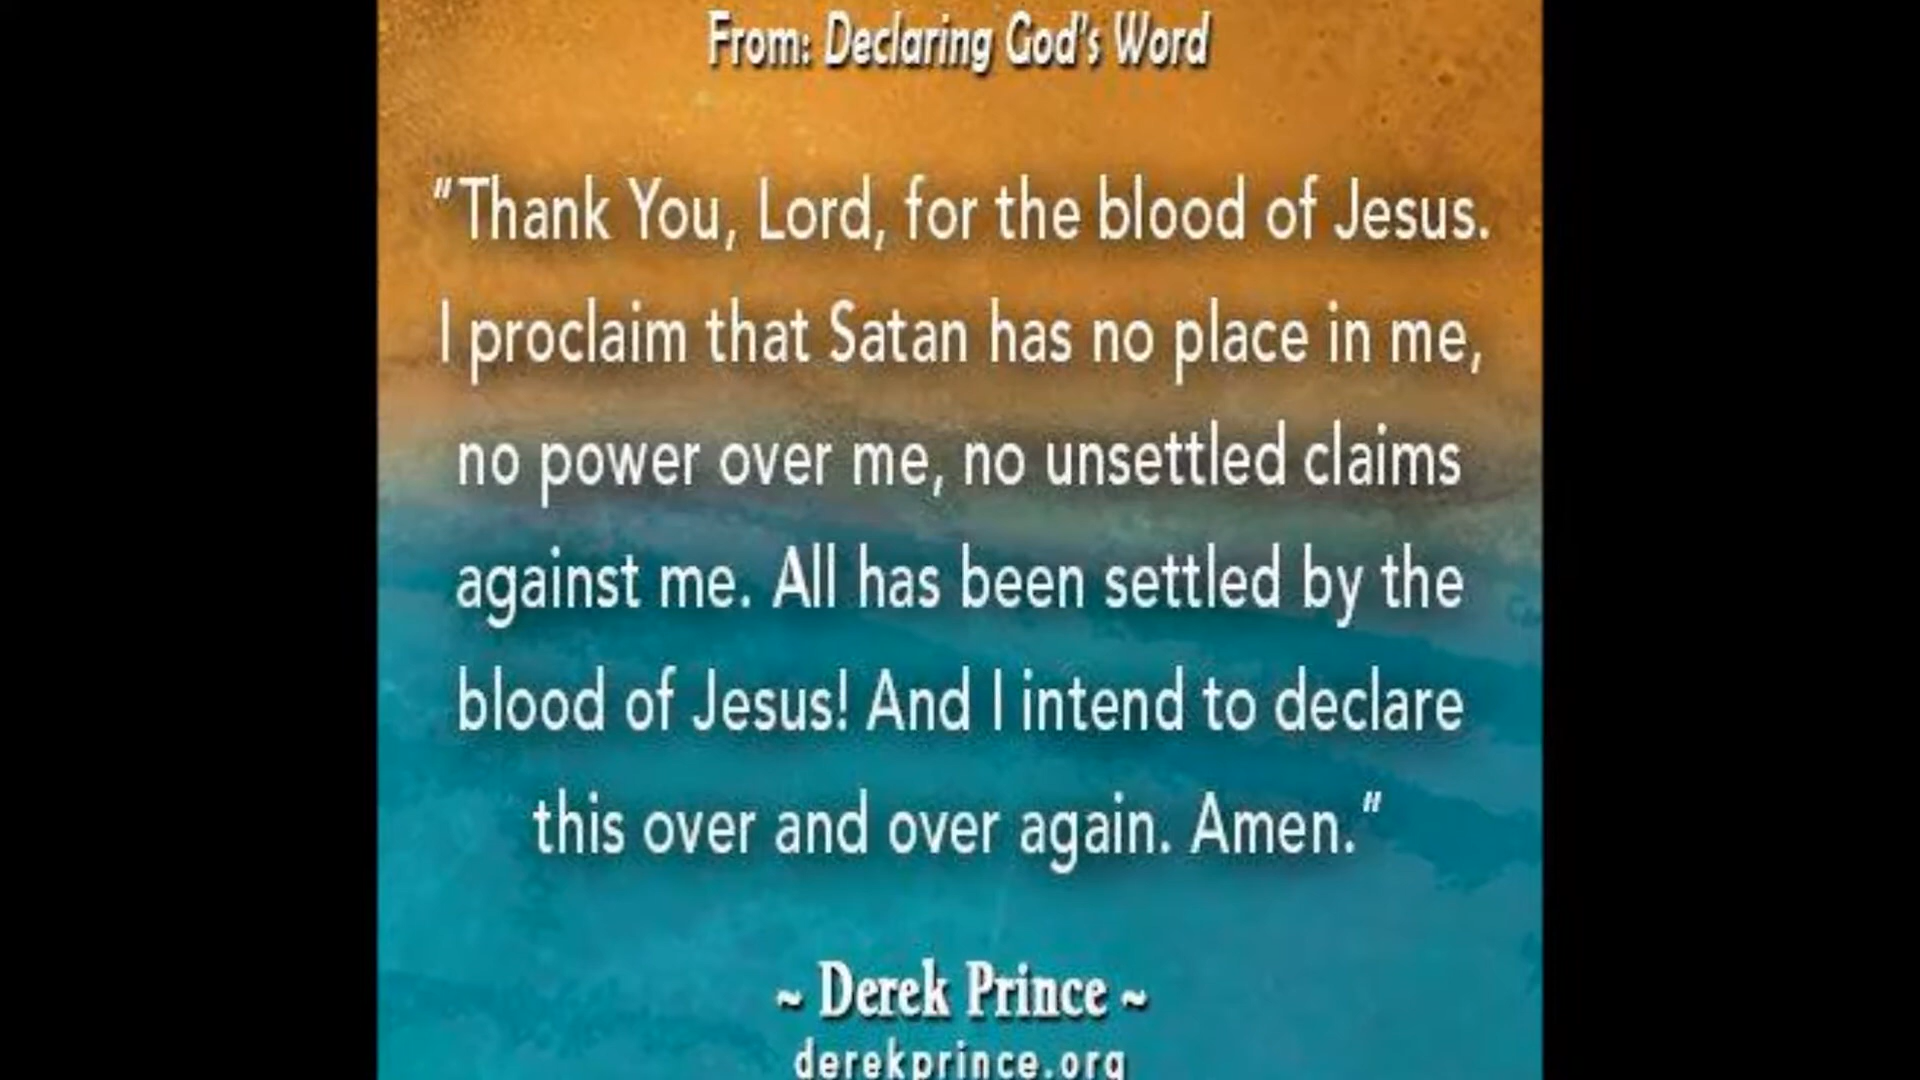 From: Declaring God's Word
"Thank You, Lord, for the blood of Jesus.
I proclaim that Satan has no place in me,
no power over me, no unsettled claims
against me. All has been settled by the
blood of Jesus! And I intend to declare
this over and over again. Amen."
~ Derek Prince ~
derekprince.org